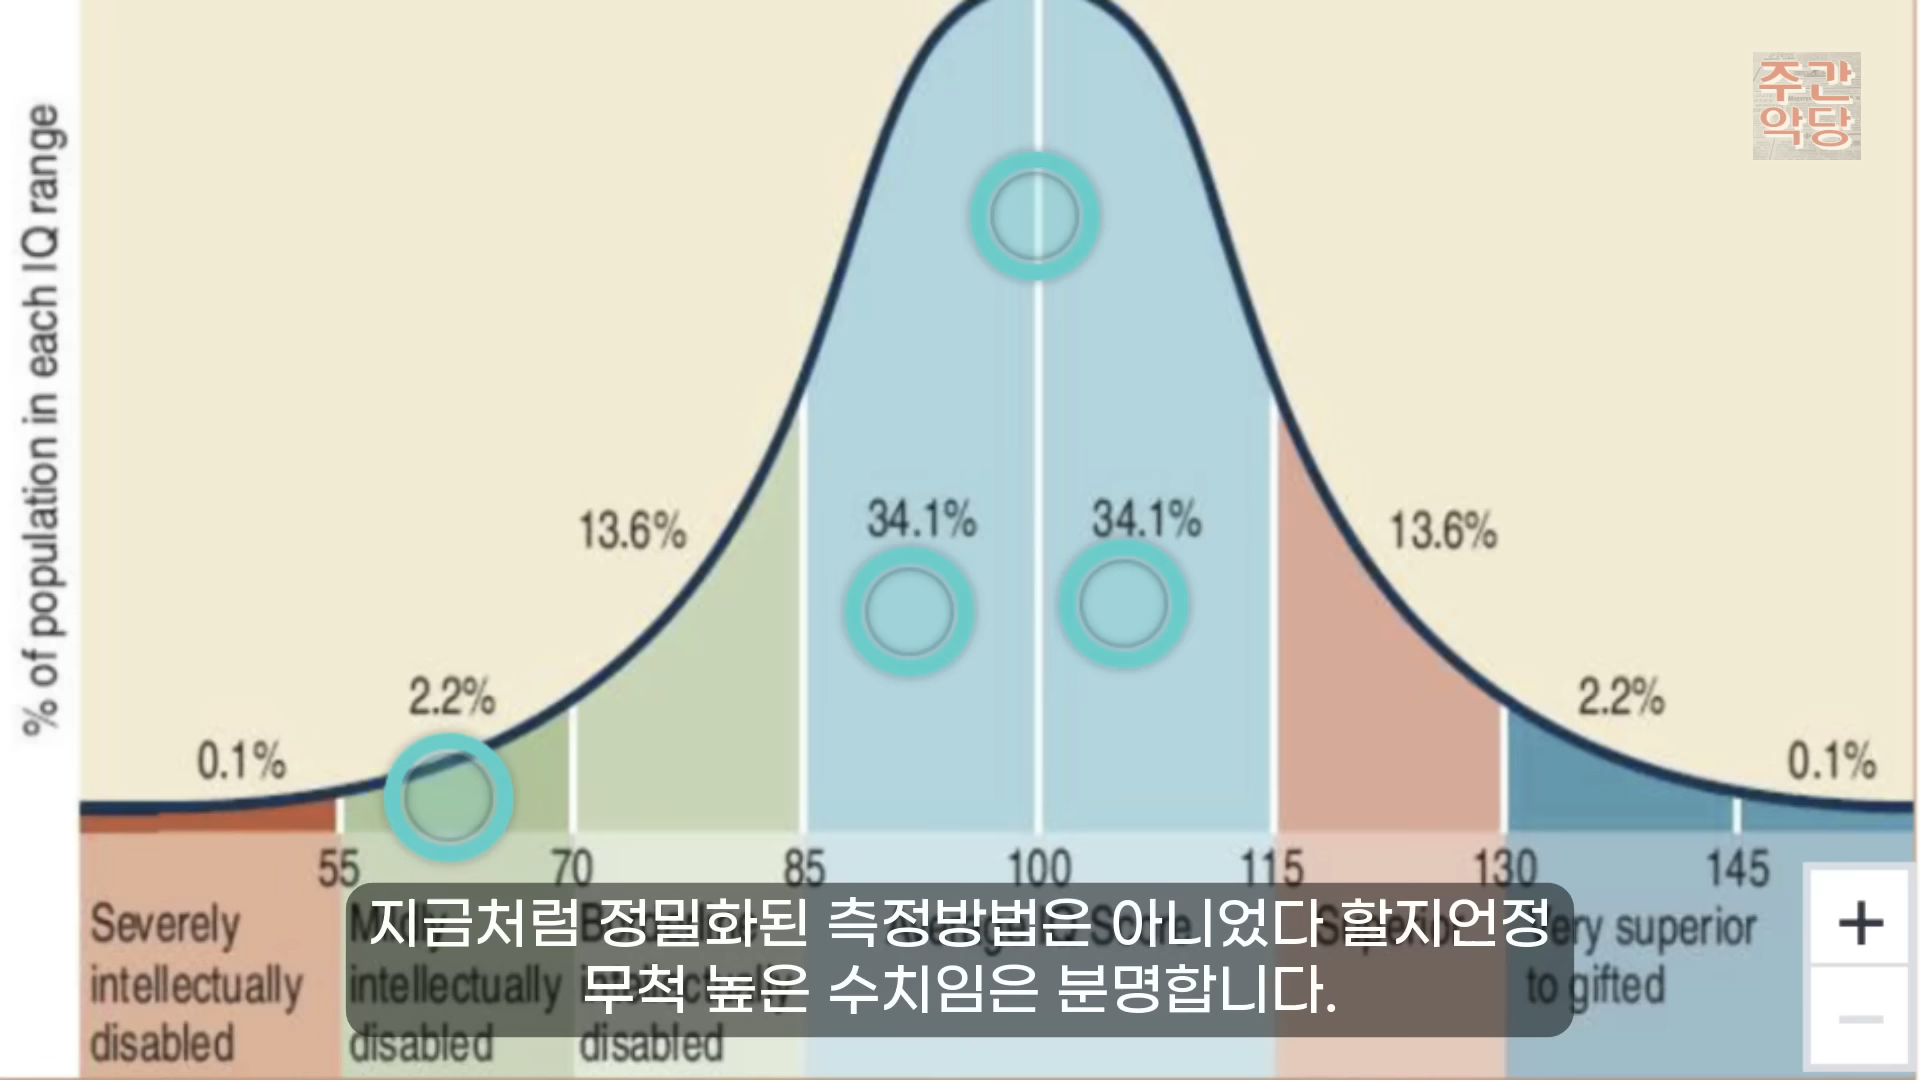 주간
악당
% of population in each IQ range
34.1% 34.1%
13.6% 13.6%
2.2% 2.2%
0.1% 0.1%
55 70 85 100 115 130 145
Severely
intellectually
disabled
intellectually
disabled
disabled
ery superior
to gifted
지금처럼 정밀화된 측정방법은 아니었다 할지언정
무척 높은 수치임은 분명합니다.
+
−